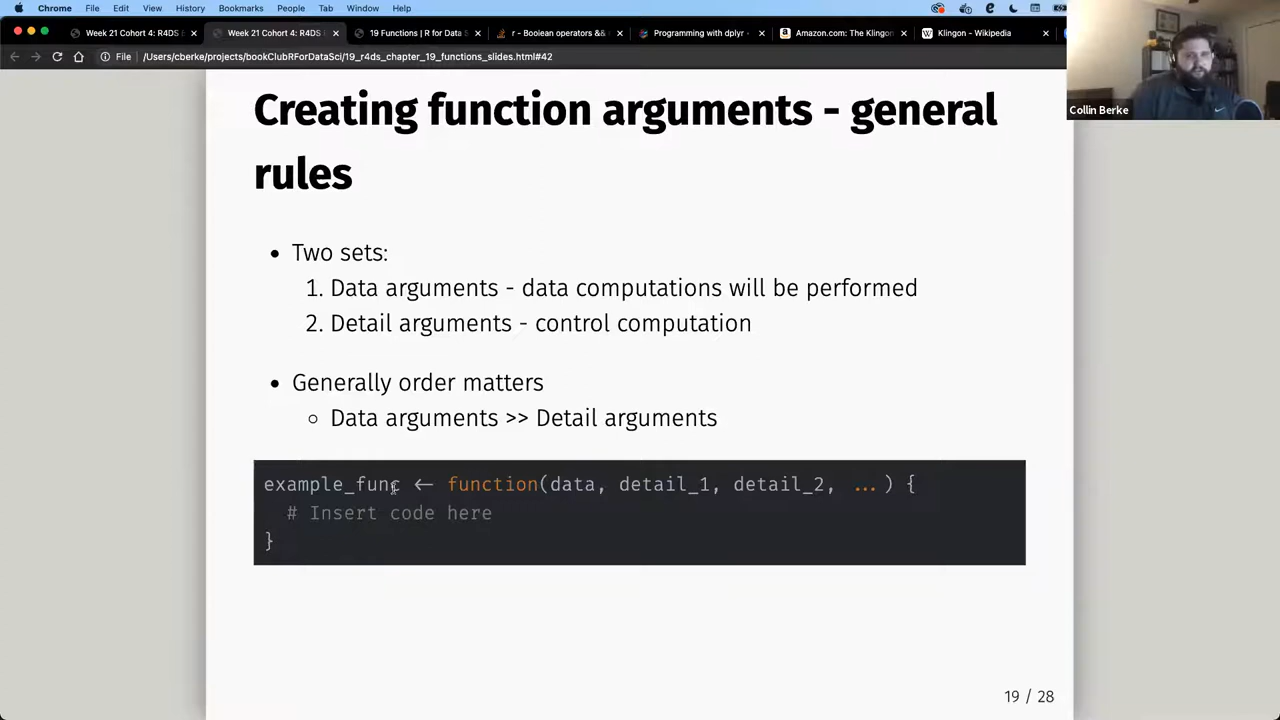 Chrome File Edit View History Bookmarks People Tab Window Help
Week 21 Cohort 4: R4DS × Week 21 Cohort 4: R4DS × 19 Functions | R for Data × r - Boolean operators && × Programming with dplyr × Amazon.com: The Klingon × Klingon - Wikipedia ×
File /Users/cberke/projects/bookClubRForDataSci/19_r4ds_chapter_19_functions_slides.html#42
Collin Berke
Creating function arguments - general
rules
• Two sets:
1. Data arguments - data computations will be performed
2. Detail arguments - control computation
• Generally order matters
○ Data arguments >> Detail arguments
example_func <- function(data, detail_1, detail_2, ...) {
# Insert code here
}
19 / 28